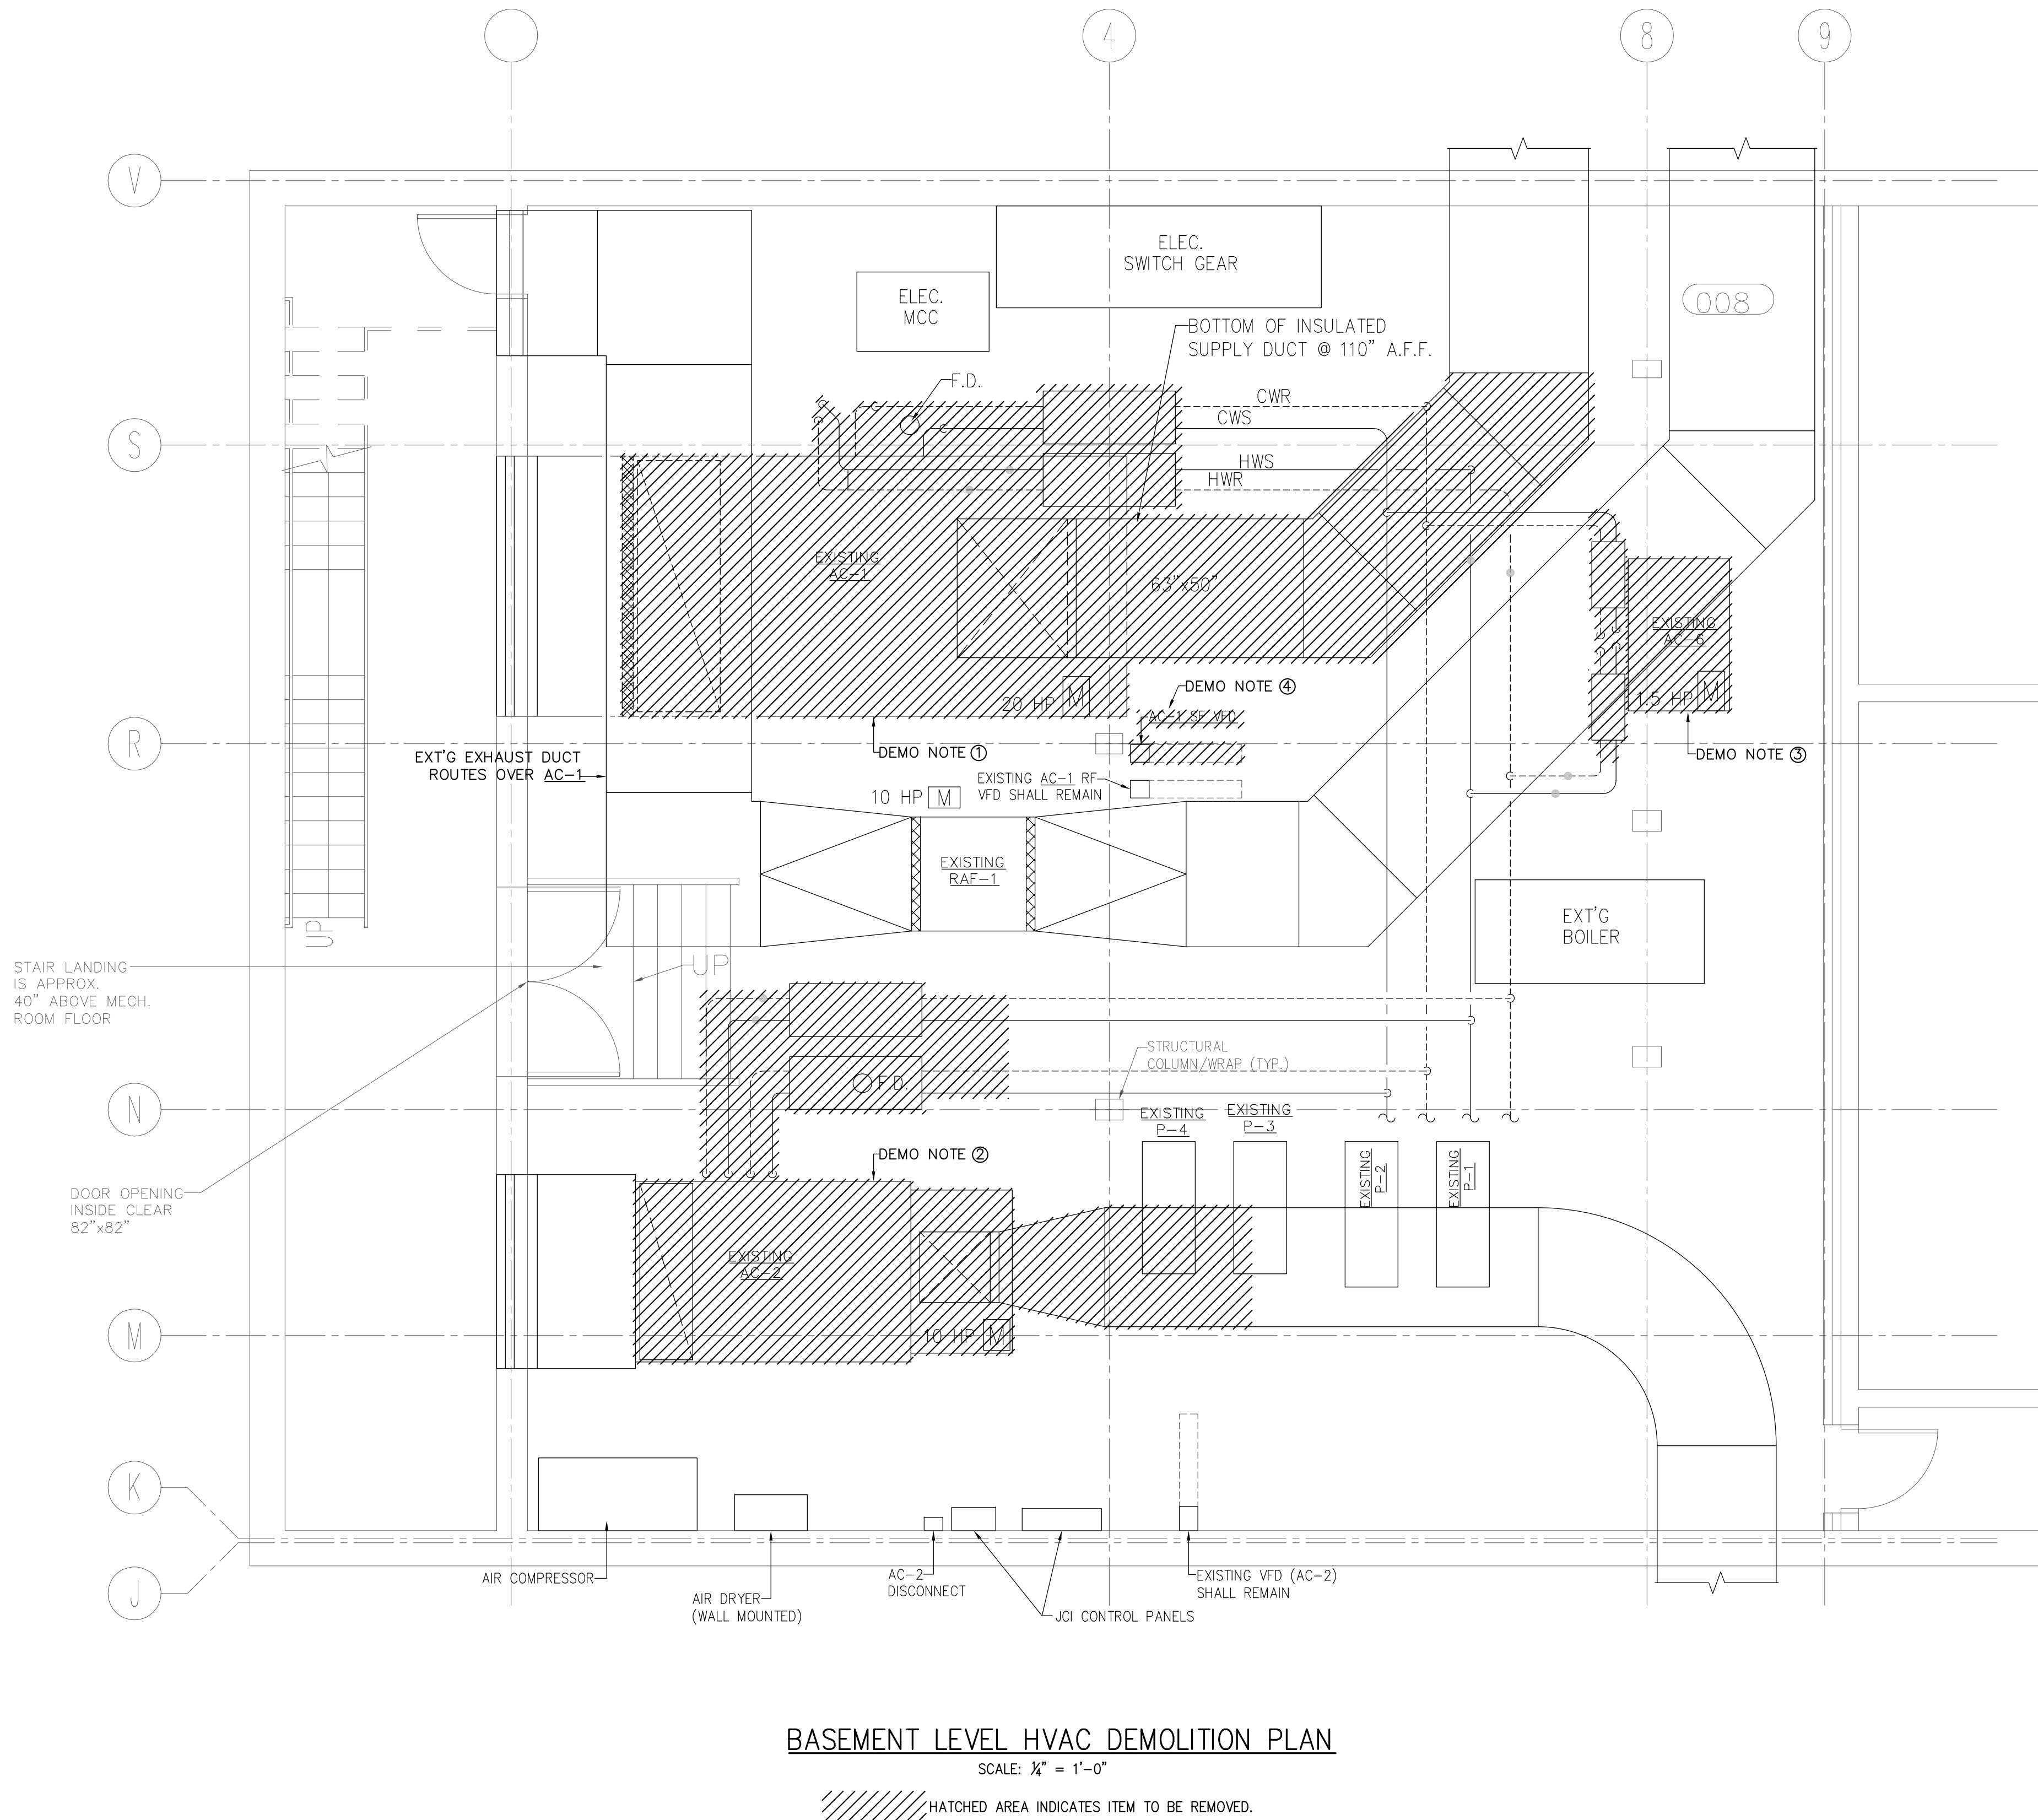 4
8
9
V
ELEC.
SWITCH GEAR
ELEC.
MCC
008
BOTTOM OF INSULATED
SUPPLY DUCT @ 110" A.F.F.
F.D.
CWR
CWS
S
HWS
HWR
EXISTING
AC-1
63"x50"
EXISTING
AC-6
1.5 HP M
20 HP M
DEMO NOTE 4
AC-1 SF VFD
R
DEMO NOTE 1
DEMO NOTE 3
EXT'G EXHAUST DUCT
ROUTES OVER AC-1
EXISTING AC-1 RF
VFD SHALL REMAIN
10 HP M
EXISTING
RAF-1
EXT'G
BOILER
UP
UP
STAIR LANDING
IS APPROX.
40" ABOVE MECH.
ROOM FLOOR
STRUCTURAL
COLUMN/WRAP (TYP.)
F.D.
N
EXISTING
P-4
EXISTING
P-3
EXISTING
P-2
EXISTING
P-1
DEMO NOTE 2
DOOR OPENING
INSIDE CLEAR
82"x82"
EXISTING
AC-2
10 HP M
M
K
J
AIR COMPRESSOR
AIR DRYER
(WALL MOUNTED)
AC-2
DISCONNECT
JCI CONTROL PANELS
EXISTING VFD (AC-2)
SHALL REMAIN
BASEMENT LEVEL HVAC DEMOLITION PLAN
SCALE: ¼" = 1'-0"
HATCHED AREA INDICATES ITEM TO BE REMOVED.